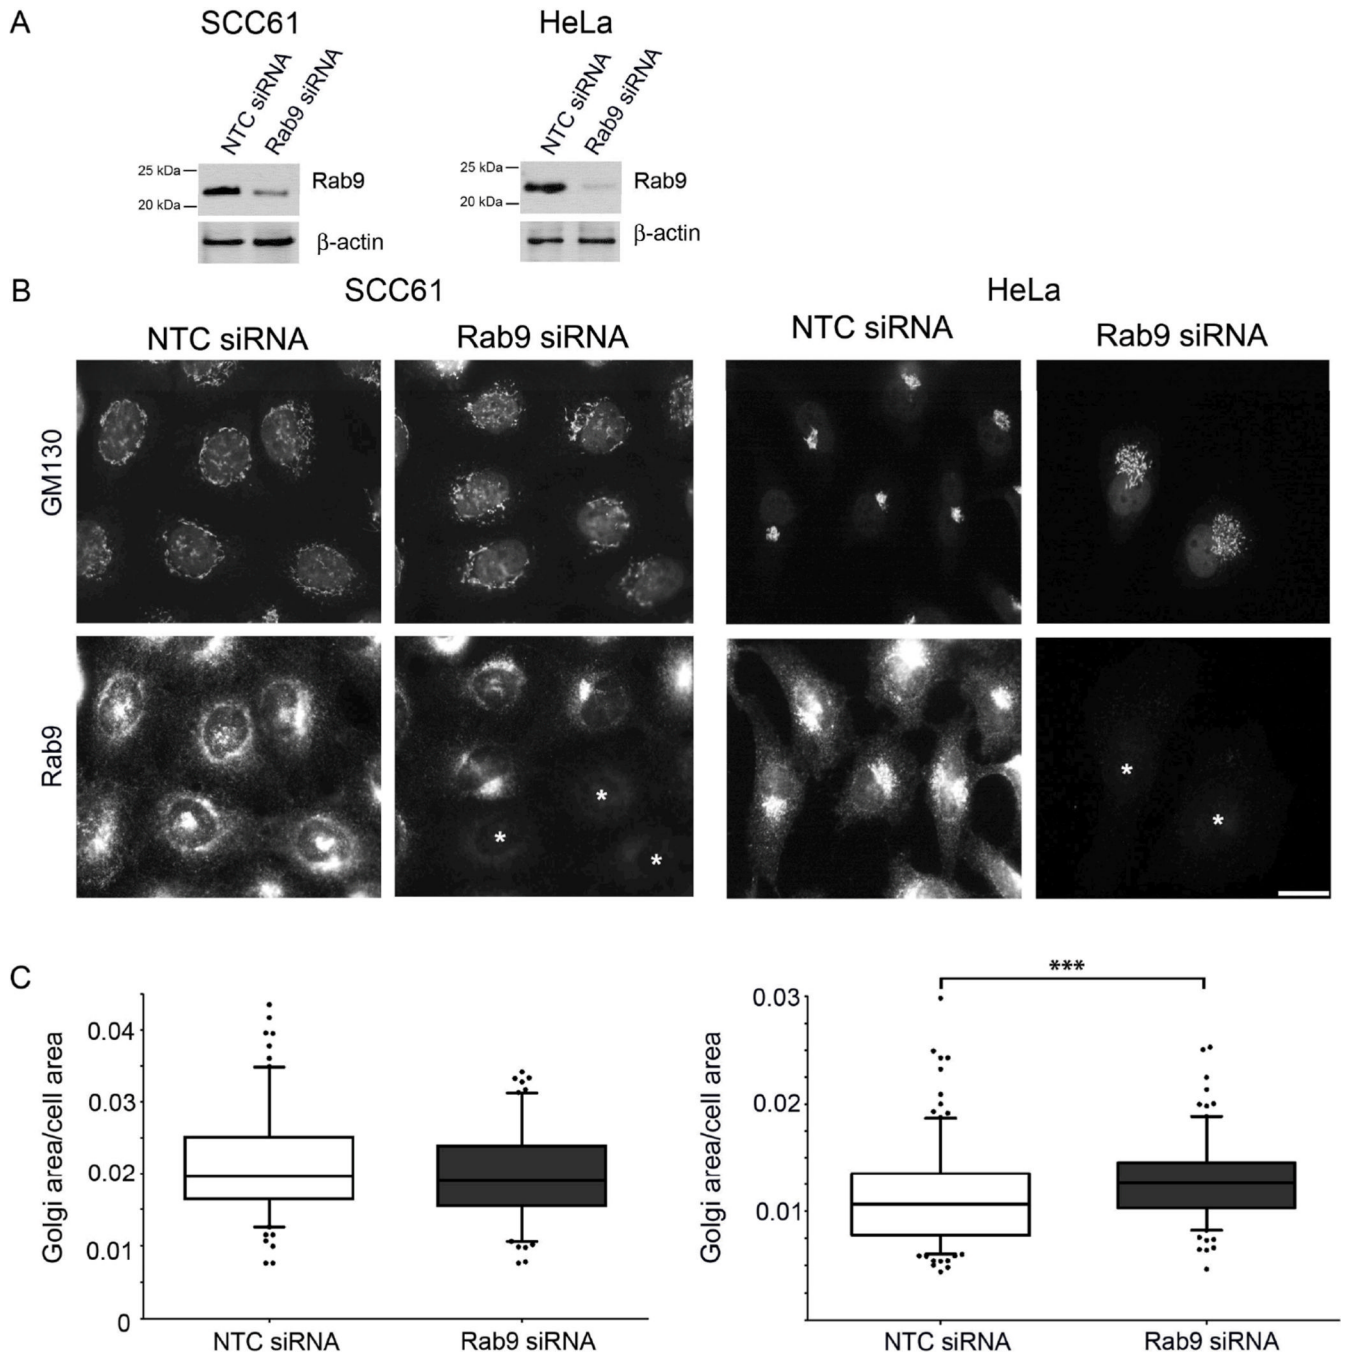 A
SCC61
HeLa
NTC siRNA
Rab9 siRNA
NTC siRNA
Rab9 siRNA
25 kDa
20 kDa
Rab9
β-actin
25 kDa
20 kDa
Rab9
β-actin
B
SCC61
HeLa
NTC siRNA
Rab9 siRNA
NTC siRNA
Rab9 siRNA
GM130
Rab9
*
*
*
*
*
C
Golgi area/cell area
0.04
0.03
0.02
0.01
0
NTC siRNA
Rab9 siRNA
***
Golgi area/cell area
0.03
0.02
0.01
NTC siRNA
Rab9 siRNA